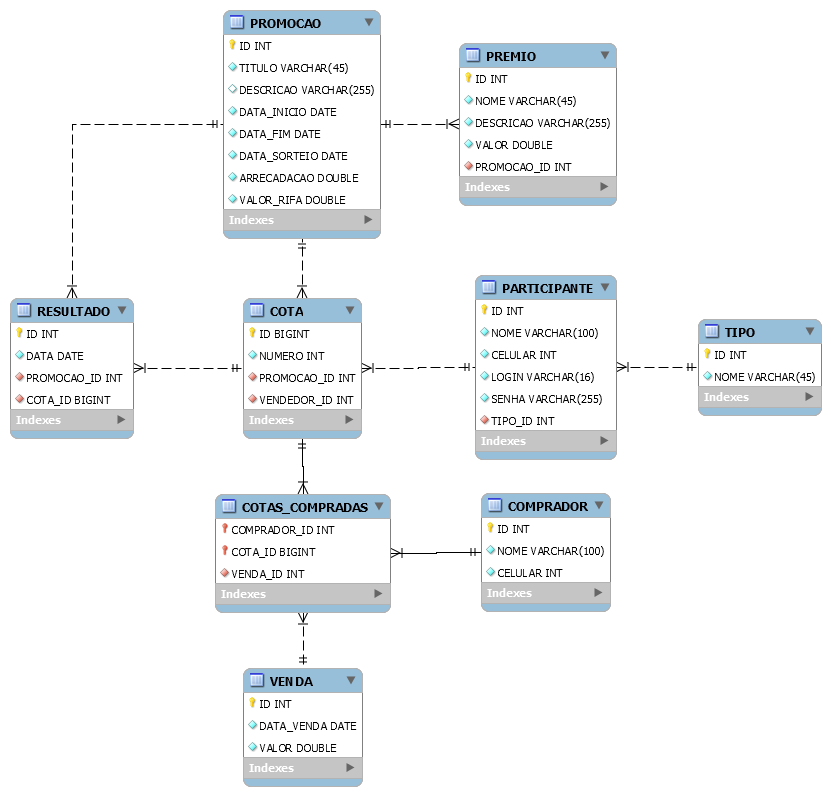 PROMOCAO
ID INT
TITULO VARCHAR(45)
DESCRICAO VARCHAR(255)
DATA_INICIO DATE
DATA_FIM DATE
DATA_SORTEIO DATE
ARRECADACAO DOUBLE
VALOR_RIFA DOUBLE
Indexes
PREMIO
ID INT
NOME VARCHAR(45)
DESCRICAO VARCHAR(255)
VALOR DOUBLE
PROMOCAO_ID INT
Indexes
RESULTADO
ID INT
DATA DATE
PROMOCAO_ID INT
COTA_ID BIGINT
Indexes
COTA
ID BIGINT
NUMERO INT
PROMOCAO_ID INT
VENDEDOR_ID INT
Indexes
PARTICIPANTE
ID INT
NOME VARCHAR(100)
CELULAR INT
LOGIN VARCHAR(16)
SENHA VARCHAR(255)
TIPO_ID INT
Indexes
TIPO
ID INT
NOME VARCHAR(45)
Indexes
COTAS_COMPRADAS
COMPRADOR_ID INT
COTA_ID BIGINT
VENDA_ID INT
Indexes
COMPRADOR
ID INT
NOME VARCHAR(100)
CELULAR INT
Indexes
VENDA
ID INT
DATA_VENDA DATE
VALOR DOUBLE
Indexes